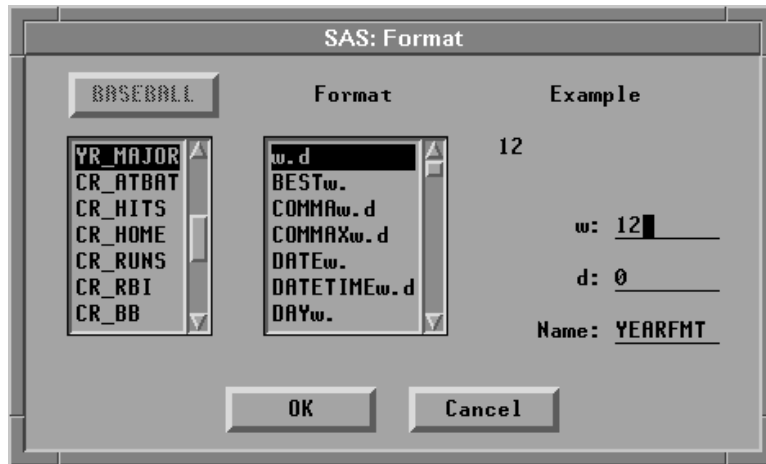 SAS: Format
BASEBALL
Format
Example
YR_MAJOR
CR_ATBAT
CR_HITS
CR_HOME
CR_RUNS
CR_RBI
CR_BB
w.d
BESTw.
COMMAw.d
COMMAXw.d
DATEw.
DATETIMEw.d
DAYw.
12
w: 12
d: 0
Name: YEARFMT
OK
Cancel